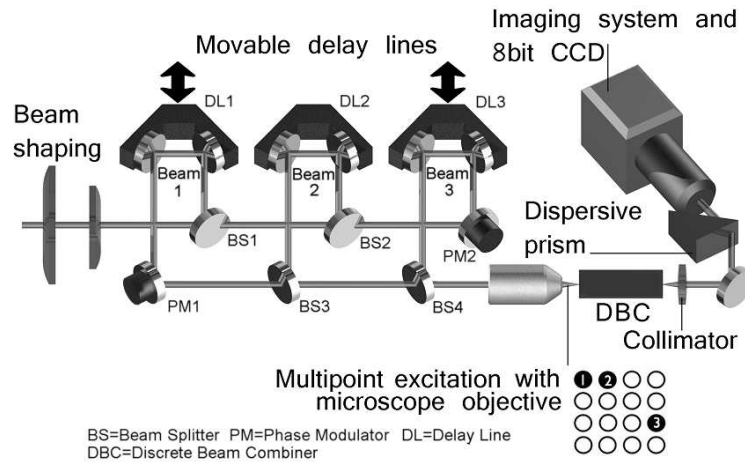 Imaging system and
8bit CCD
Movable delay lines
DL1
DL2
DL3
Beam
shaping
Beam
1
Beam
2
Beam
3
Dispersive
prism
BS1
BS2
PM2
PM1
BS3
BS4
DBC
Collimator
Multipoint excitation with
microscope objective
1 2
3
BS=Beam Splitter PM=Phase Modulator DL=Delay Line
DBC=Discrete Beam Combiner